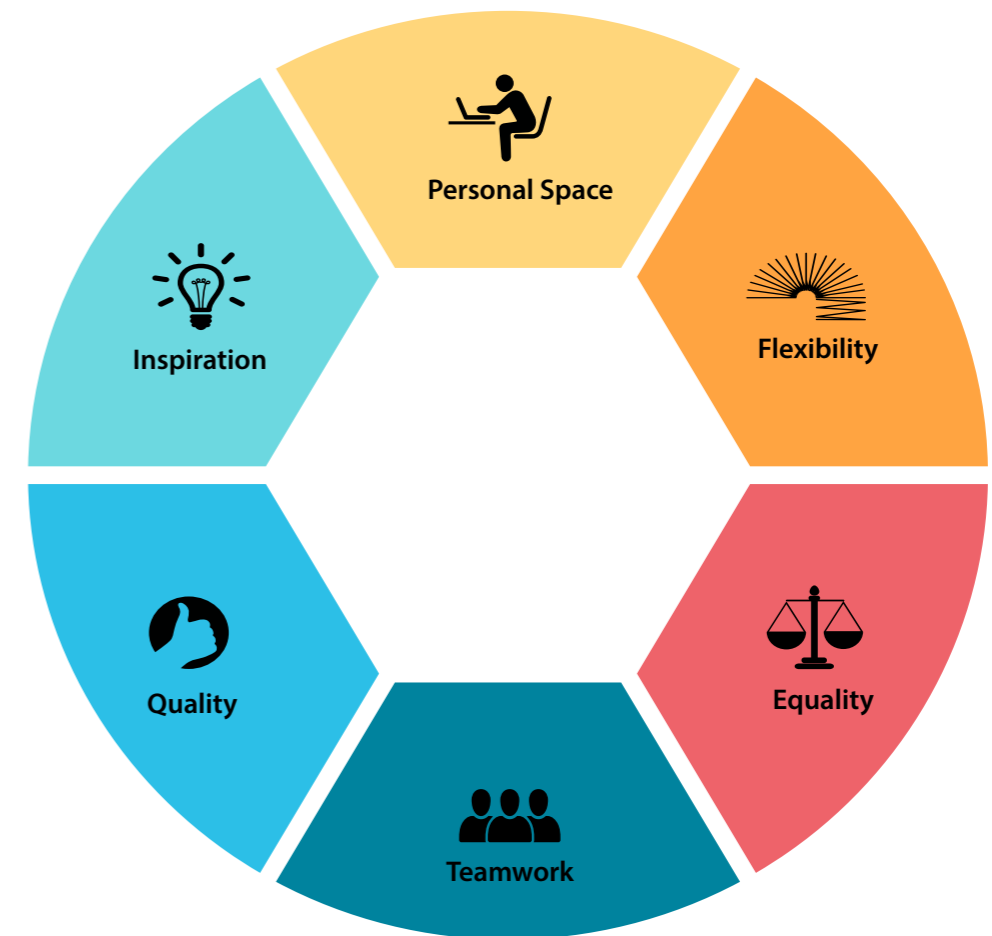 Personal Space
Flexibility
Inspiration
Equality
Quality
Teamwork